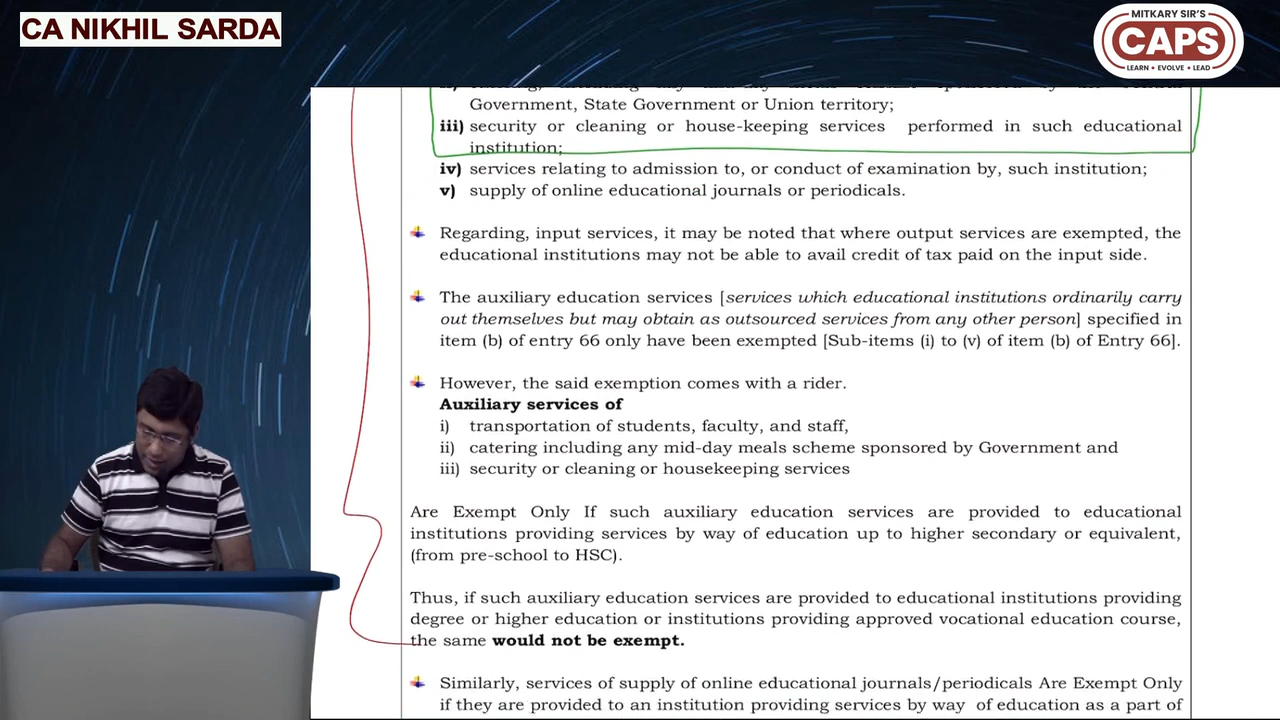 CA NIKHIL SARDA
MITKARY SIR'S
CAPS
LEARN • EVOLVE • LEAD
Government, State Government or Union territory;
iii) security or cleaning or house-keeping services performed in such educational
institution;
iv) services relating to admission to, or conduct of examination by, such institution;
v) supply of online educational journals or periodicals.
Regarding, input services, it may be noted that where output services are exempted, the
educational institutions may not be able to avail credit of tax paid on the input side.
The auxiliary education services [services which educational institutions ordinarily carry
out themselves but may obtain as outsourced services from any other person] specified in
item (b) of entry 66 only have been exempted [Sub-items (i) to (v) of item (b) of Entry 66].
However, the said exemption comes with a rider.
Auxiliary services of
i) transportation of students, faculty, and staff,
ii) catering including any mid-day meals scheme sponsored by Government and
iii) security or cleaning or housekeeping services
Are Exempt Only If such auxiliary education services are provided to educational
institutions providing services by way of education up to higher secondary or equivalent,
(from pre-school to HSC).
Thus, if such auxiliary education services are provided to educational institutions providing
degree or higher education or institutions providing approved vocational education course,
the same would not be exempt.
Similarly, services of supply of online educational journals/periodicals Are Exempt Only
if they are provided to an institution providing services by way of education as a part of